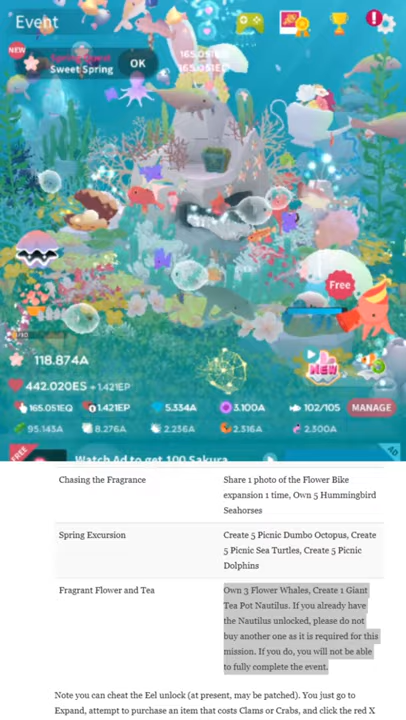 Event
NEW
Sweet Spring
OK
165.051EP
Free
/10
118.874A
442.020ES + 1.421EP
NEW
165.051EQ
1.421EP
5.334A
3.100A
102/105
MANAGE
95.143A
8.276A
2.236A
2.316A
2.300A
FREE
Watch Ad to get 100 Sakura
AD
Chasing the Fragrance
Share 1 photo of the Flower Bike
expansion 1 time, Own 5 Hummingbird
Seahorses
Spring Excursion
Create 5 Picnic Dumbo Octopus, Create
5 Picnic Sea Turtles, Create 5 Picnic
Dolphins
Fragrant Flower and Tea
Own 3 Flower Whales, Create 1 Giant
Tea Pot Nautilus. If you already have
the Nautilus unlocked, please do not
buy another one as it is required for this
mission. If you do, you will not be able
to fully complete the event.
Note you can cheat the Eel unlock (at present, may be patched). You just go to
Expand, attempt to purchase an item that costs Clams or Crabs, and click the red X